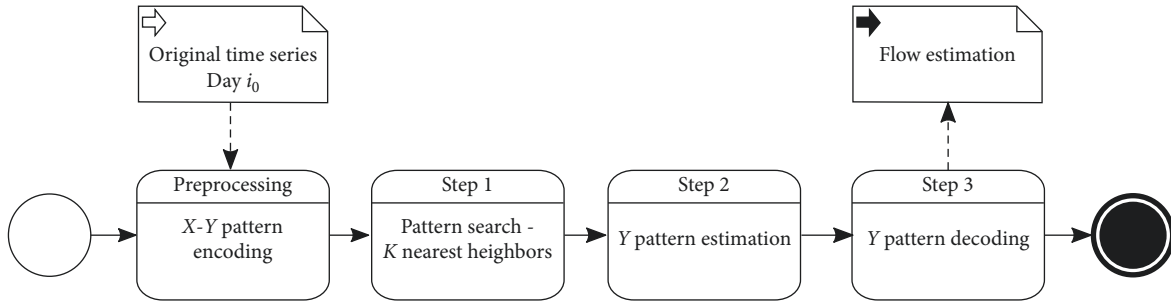 Original time series
Day i₀
Flow estimation
Preprocessing
X-Y pattern
encoding
Step 1
Pattern search -
K nearest neighbors
Step 2
Y pattern estimation
Step 3
Y pattern decoding